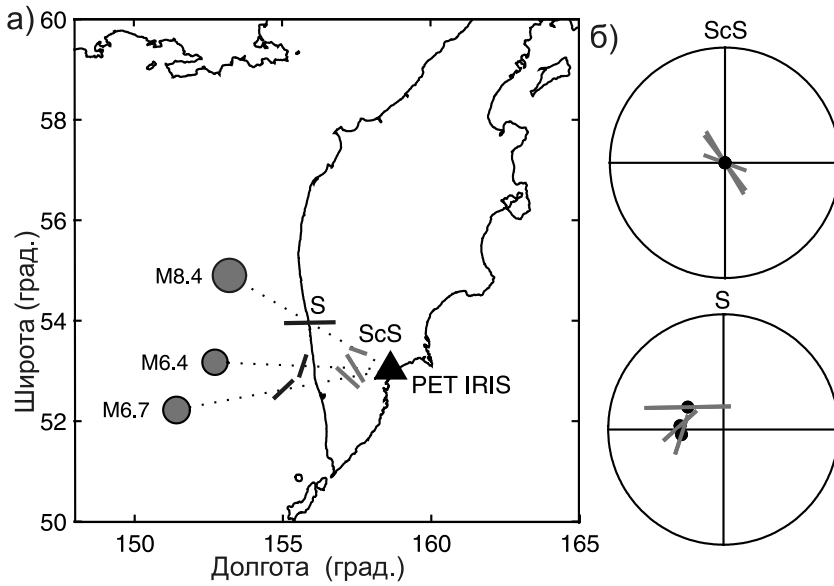 а)
60
58
56
54
52
50
Широта (град.)
M8.4
S
ScS
M6.4
PET IRIS
M6.7
150
155
160
165
Долгота (град.)
б)
ScS
S